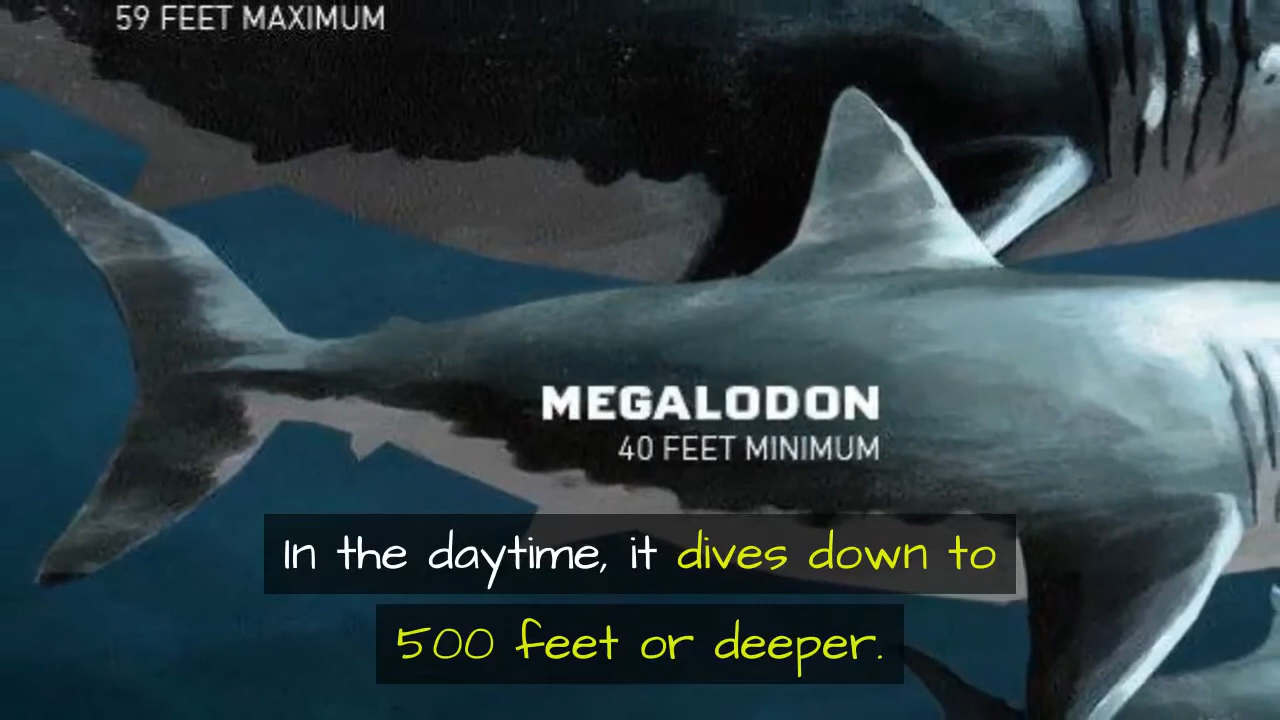 59 FEET MAXIMUM
MEGALODON
40 FEET MINIMUM
In the daytime, it dives down to
500 feet or deeper.